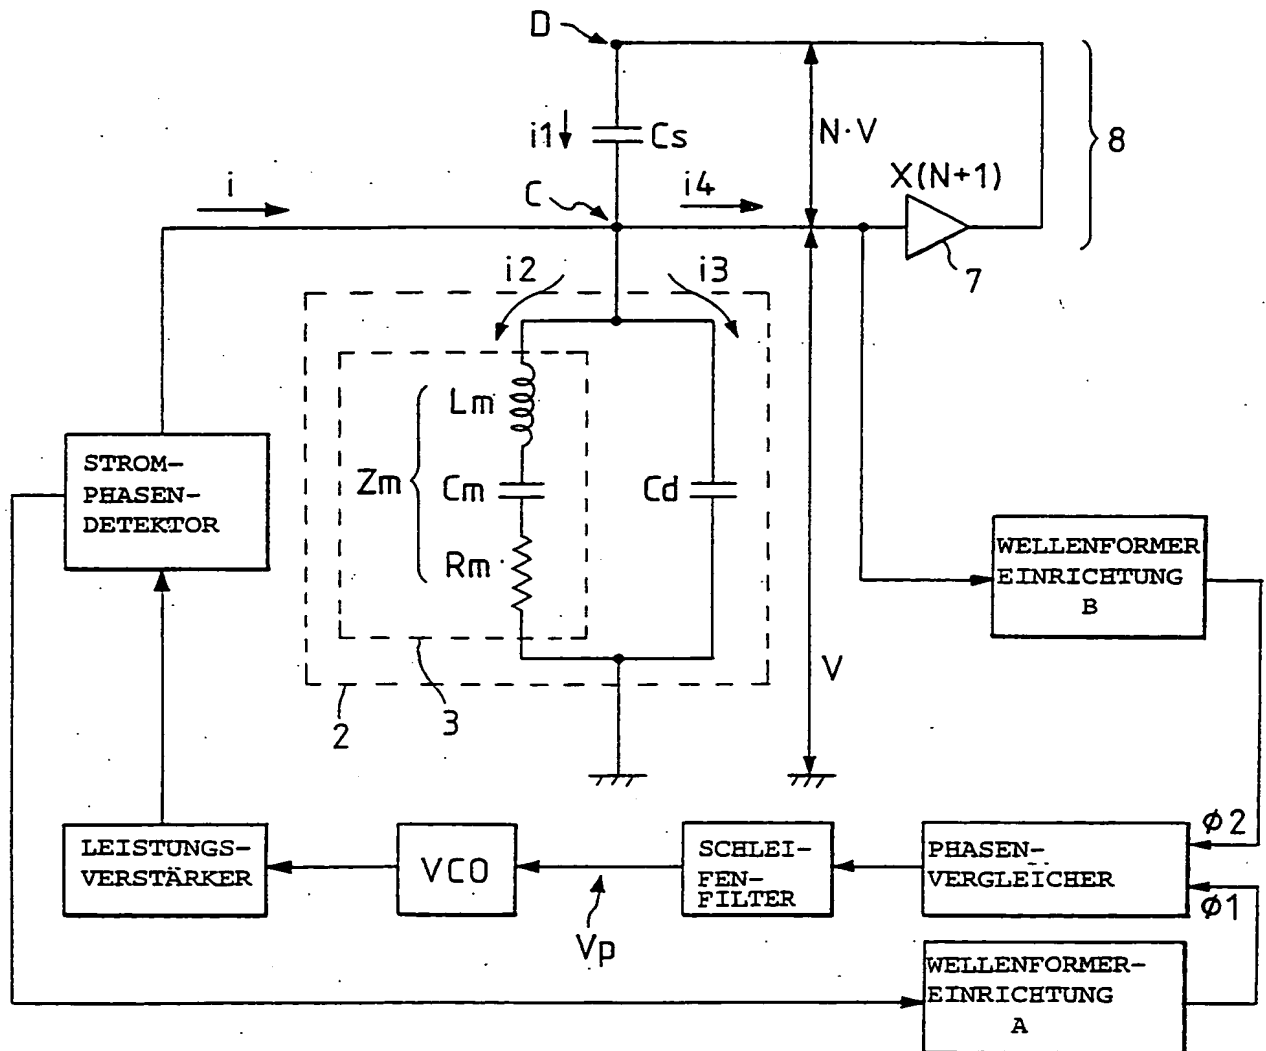 D
i1
Cs
N·V
8
X(N+1)
i
C
i4
7
i2
i3
Lm
Zm
Cm
Cd
Rm
STROM-
PHASEN-
DETEKTOR
WELLENFORMER
EINRICHTUNG
B
V
2
3
LEISTUNGS-
VERSTÄRKER
VCO
SCHLEI-
FEN-
FILTER
PHASEN-
VERGLEICHER
ϕ2
ϕ1
Vp
WELLENFORMER-
EINRICHTUNG
A